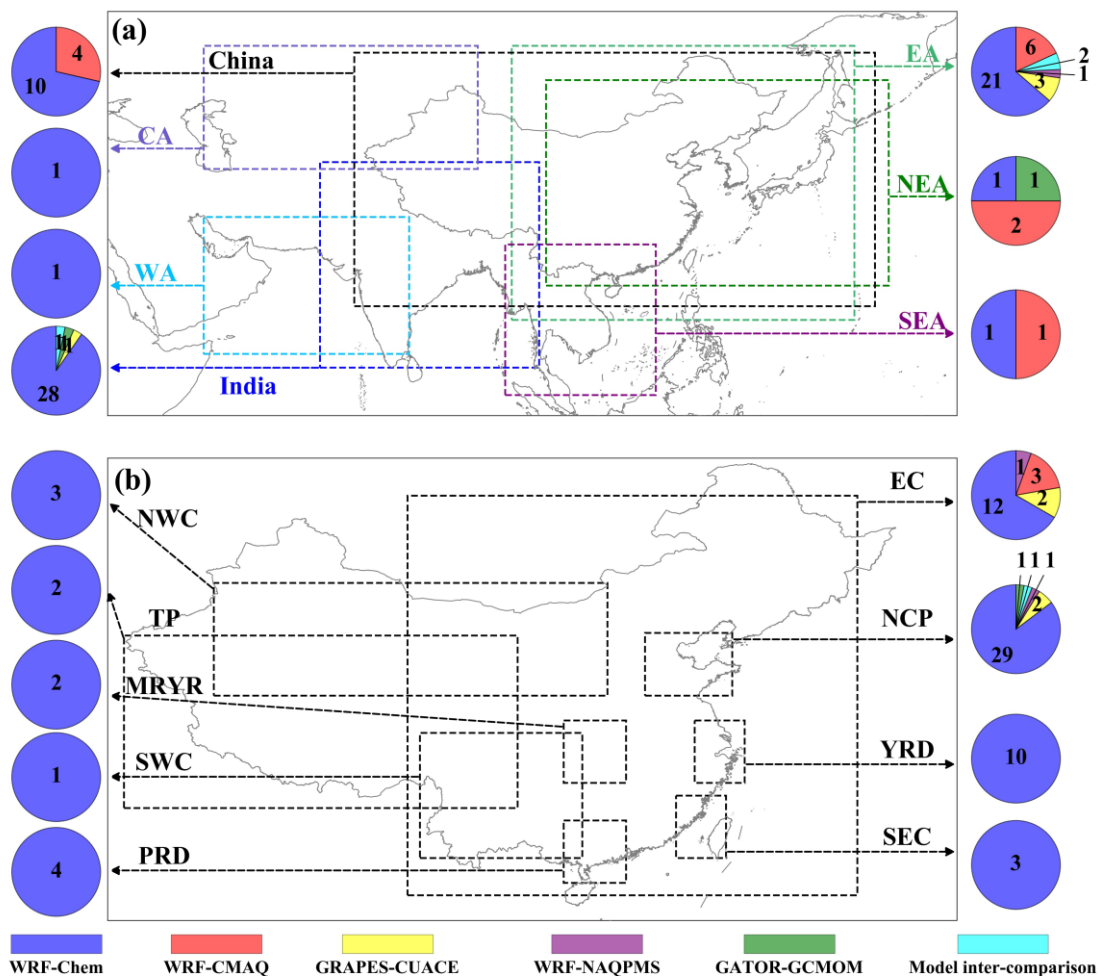 (a)
China
4
10
CA
1
WA
1
India
1
1
1
28
EA
6
2
1
3
21
NEA
1
1
2
SEA
1
1
(b)
NWC
3
TP
2
MRYR
2
SWC
1
PRD
4
EC
1
3
2
12
NCP
1 1 1
2
29
YRD
10
SEC
3
WRF-Chem
WRF-CMAQ
GRAPES-CUACE
WRF-NAQPMS
GATOR-GCMOM
Model inter-comparison